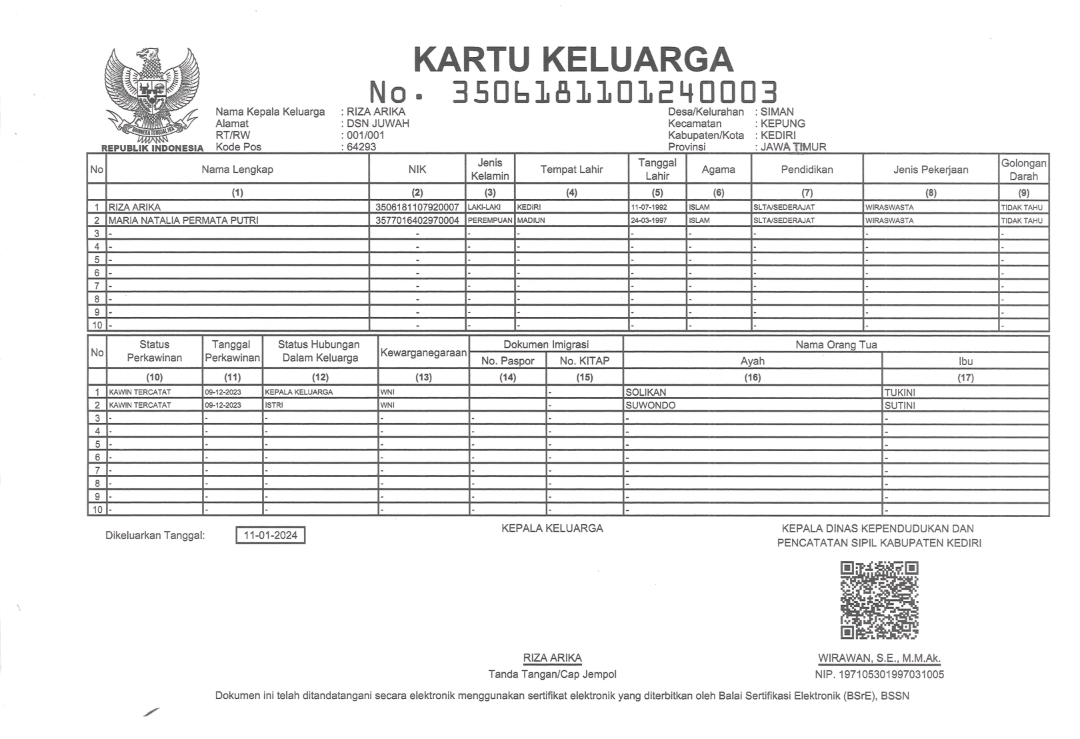 KARTU KELUARGA
No. 3506181101240003
Nama Kepala Keluarga : RIZA ARIKA
Alamat : DSN JUWAH
RT/RW : 001/001
Kode Pos : 64293
Desa/Kelurahan : SIMAN
Kecamatan : KEPUNG
Kabupaten/Kota : KEDIRI
Provinsi : JAWA TIMUR
BHINNEKA TUNGGAL IKA
REPUBLIK INDONESIA
No Nama Lengkap NIK Jenis Kelamin Tempat Lahir Tanggal Lahir Agama Pendidikan Jenis Pekerjaan Golongan Darah
(1) (2) (3) (4) (5) (6) (7) (8) (9)
1 RIZA ARIKA 3506181107920007 LAKI-LAKI KEDIRI 11-07-1992 ISLAM SLTA/SEDERAJAT WIRASWASTA TIDAK TAHU
2 MARIA NATALIA PERMATA PUTRI 3577016402970004 PEREMPUAN MADIUN 24-03-1997 ISLAM SLTA/SEDERAJAT WIRASWASTA TIDAK TAHU
3 - - - - - - - - -
4 - - - - - - - - -
5 - - - - - - - - -
6 - - - - - - - - -
7 - - - - - - - - -
8 - - - - - - - - -
9 - - - - - - - - -
10 - - - - - - - - -
No Status Perkawinan Tanggal Perkawinan Status Hubungan Dalam Keluarga Kewarganegaraan Dokumen Imigrasi Nama Orang Tua
No. Paspor No. KITAP Ayah Ibu
(10) (11) (12) (13) (14) (15) (16) (17)
1 KAWIN TERCATAT 09-12-2023 KEPALA KELUARGA WNI - SOLIKAN TUKINI
2 KAWIN TERCATAT 09-12-2023 ISTRI WNI - SUWONDO SUTINI
3 - - - - - - - -
4 - - - - - - - -
5 - - - - - - - -
6 - - - - - - - -
7 - - - - - - - -
8 - - - - - - - -
9 - - - - - - - -
10 - - - - - - - -
Dikeluarkan Tanggal: 11-01-2024
KEPALA KELUARGA
RIZA ARIKA
Tanda Tangan/Cap Jempol
KEPALA DINAS KEPENDUDUKAN DAN
PENCATATAN SIPIL KABUPATEN KEDIRI
WIRAWAN, S.E., M.M.Ak.
NIP. 197105301997031005
Dokumen ini telah ditandatangani secara elektronik menggunakan sertifikat elektronik yang diterbitkan oleh Balai Sertifikasi Elektronik (BSrE), BSSN